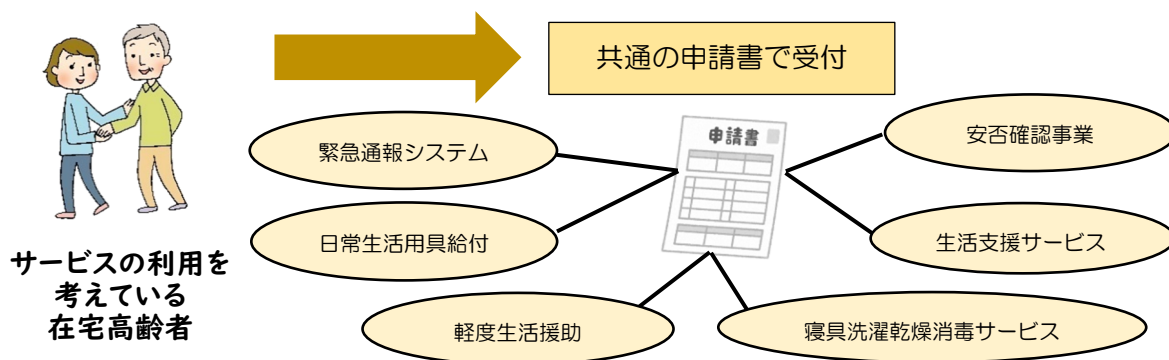 共通の申請書で受付
申請書
緊急通報システム
安否確認事業
日常生活用具給付
生活支援サービス
軽度生活援助
寝具洗濯乾燥消毒サービス
サービスの利用を
考えている
在宅高齢者